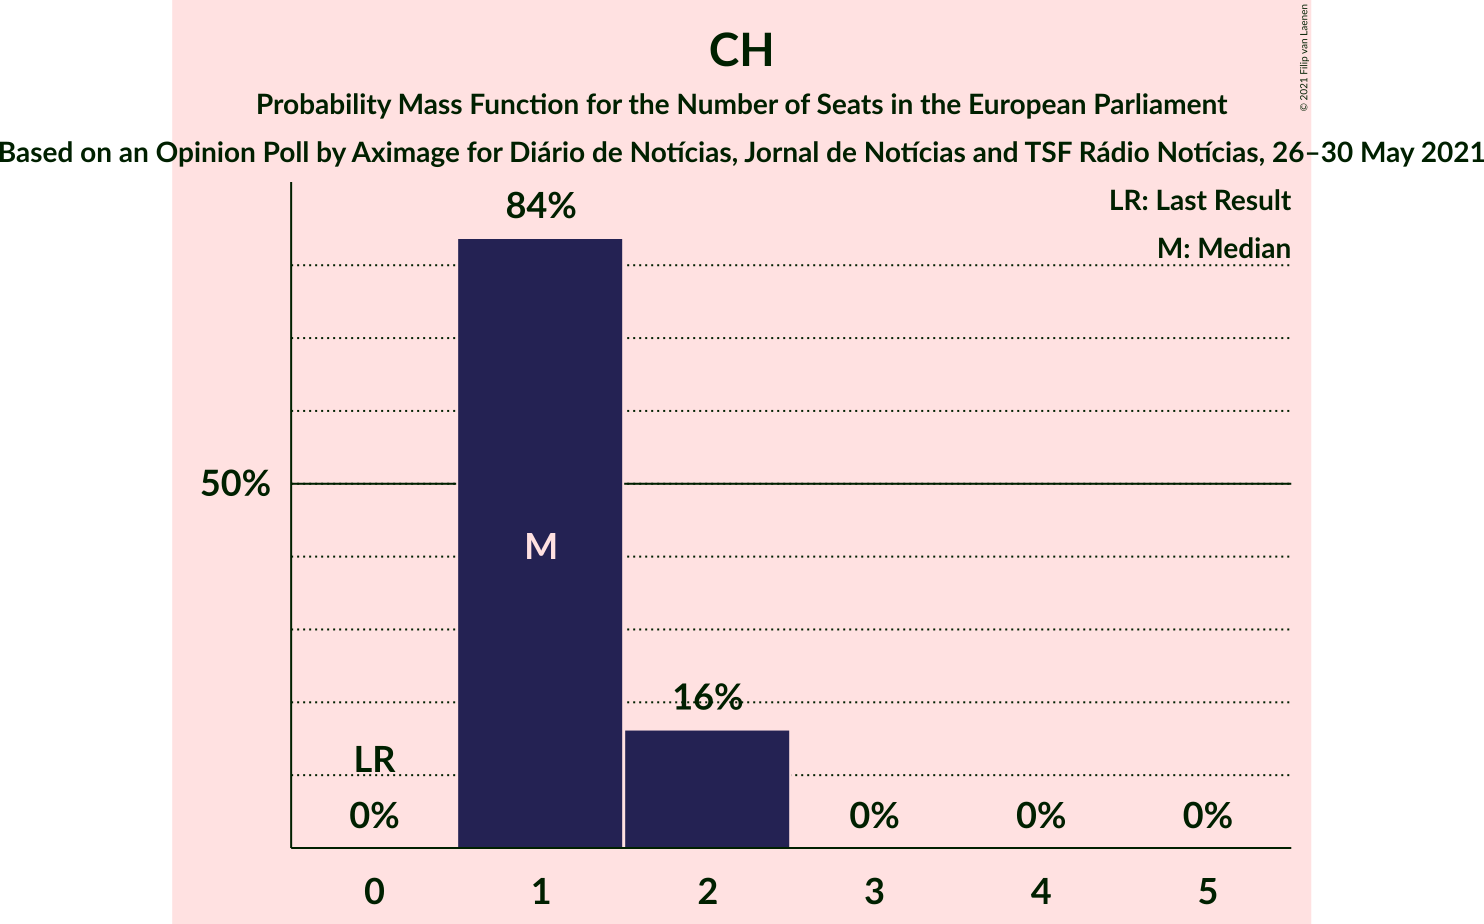 CH
Probability Mass Function for the Number of Seats in the European Parliament
Based on an Opinion Poll by Aximage for Diário de Notícias, Jornal de Notícias and TSF Rádio Notícias, 26–30 May 2021
© 2021 Filip van Laenen
LR: Last Result
M: Median
84%
50%
M
16%
LR
0%
0%
0%
0%
0
1
2
3
4
5